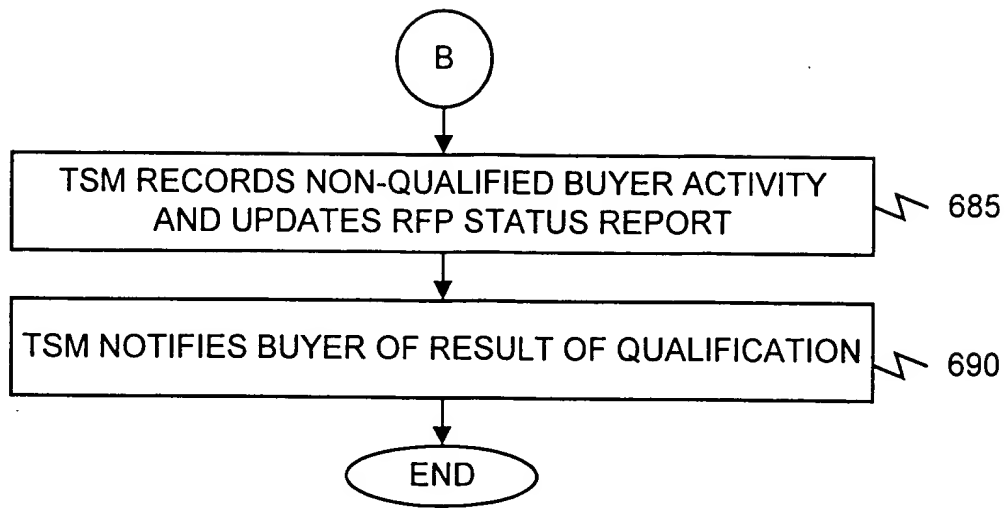 B
TSM RECORDS NON-QUALIFIED BUYER ACTIVITY
AND UPDATES RFP STATUS REPORT
685
TSM NOTIFIES BUYER OF RESULT OF QUALIFICATION
690
END